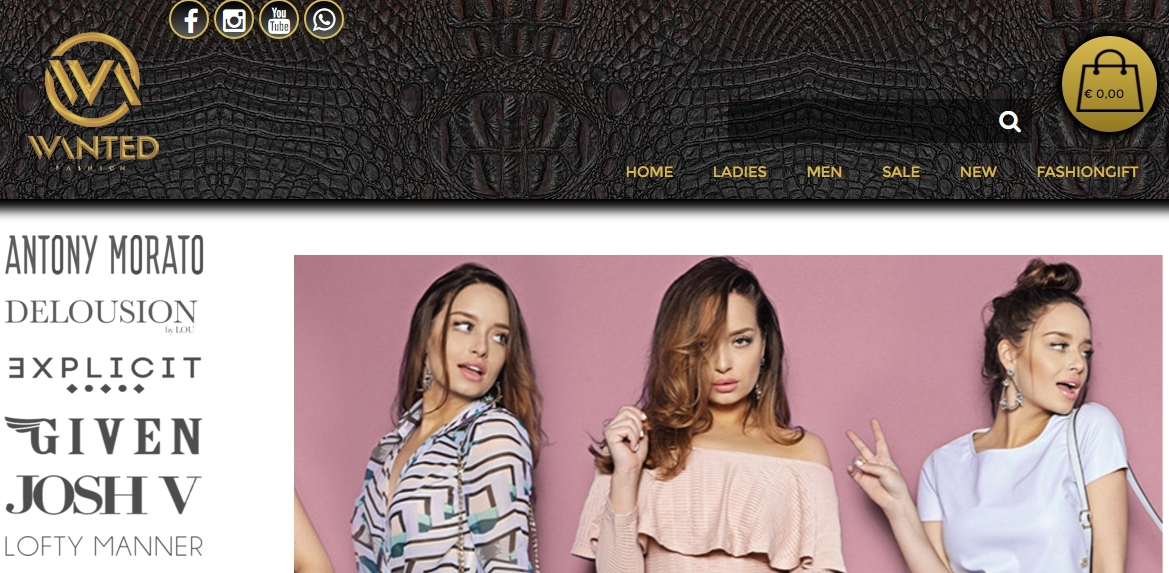 You
Tube
WANTED
FASHION
€ 0,00
HOME LADIES MEN SALE NEW FASHIONGIFT
ANTONY MORATO
DELOUSION
by LOU
EXPLICIT
GIVEN
JOSH V
LOFTY MANNER